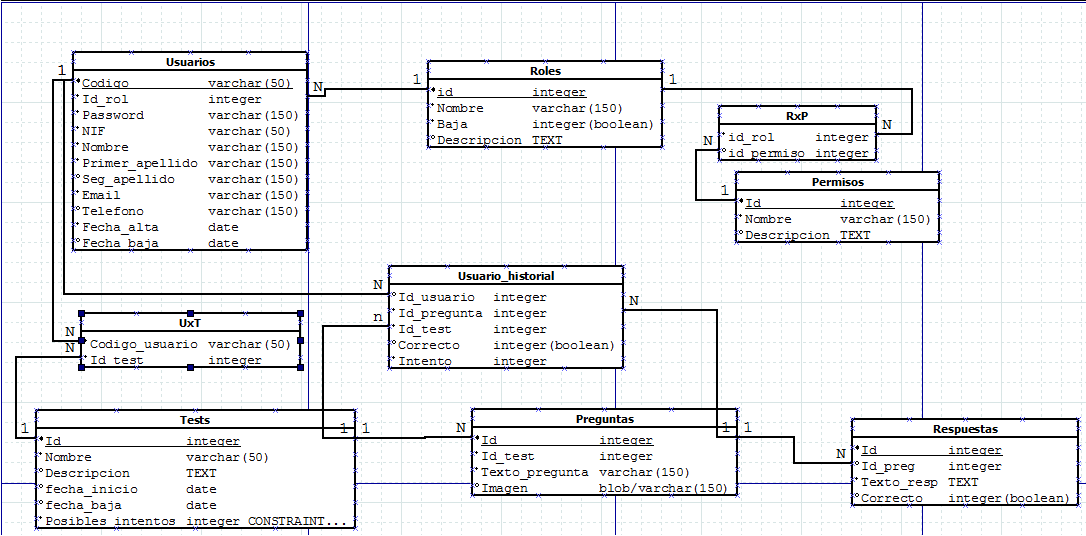 Usuarios
1
Codigo varchar(50)
Id_rol integer
Password varchar(150)
NIF varchar(50)
Nombre varchar(150)
Primer_apellido varchar(150)
Seg_apellido varchar(150)
Email varchar(150)
Telefono varchar(150)
Fecha_alta date
Fecha_baja date
N
1
Roles
1
id integer
Nombre varchar(150)
Baja integer(boolean)
Descripcion TEXT
RxP
N
N
id_rol integer
id_permiso integer
Permisos
1
Id integer
Nombre varchar(150)
Descripcion TEXT
Usuario_historial
N
N
n
Id_usuario integer
Id_pregunta integer
Id_test integer
Correcto integer(boolean)
Intento integer
UxT
N
N
Codigo_usuario varchar(50)
Id_test integer
Tests
1
1
1
Id integer
Nombre varchar(50)
Descripcion TEXT
fecha_inicio date
fecha_baja date
Posibles intentos integer CONSTRAINT...
Preguntas
N
1
1
Id integer
Id_test integer
Texto_pregunta varchar(150)
Imagen blob/varchar(150)
Respuestas
N
Id integer
Id_preg integer
Texto_resp TEXT
Correcto integer(boolean)